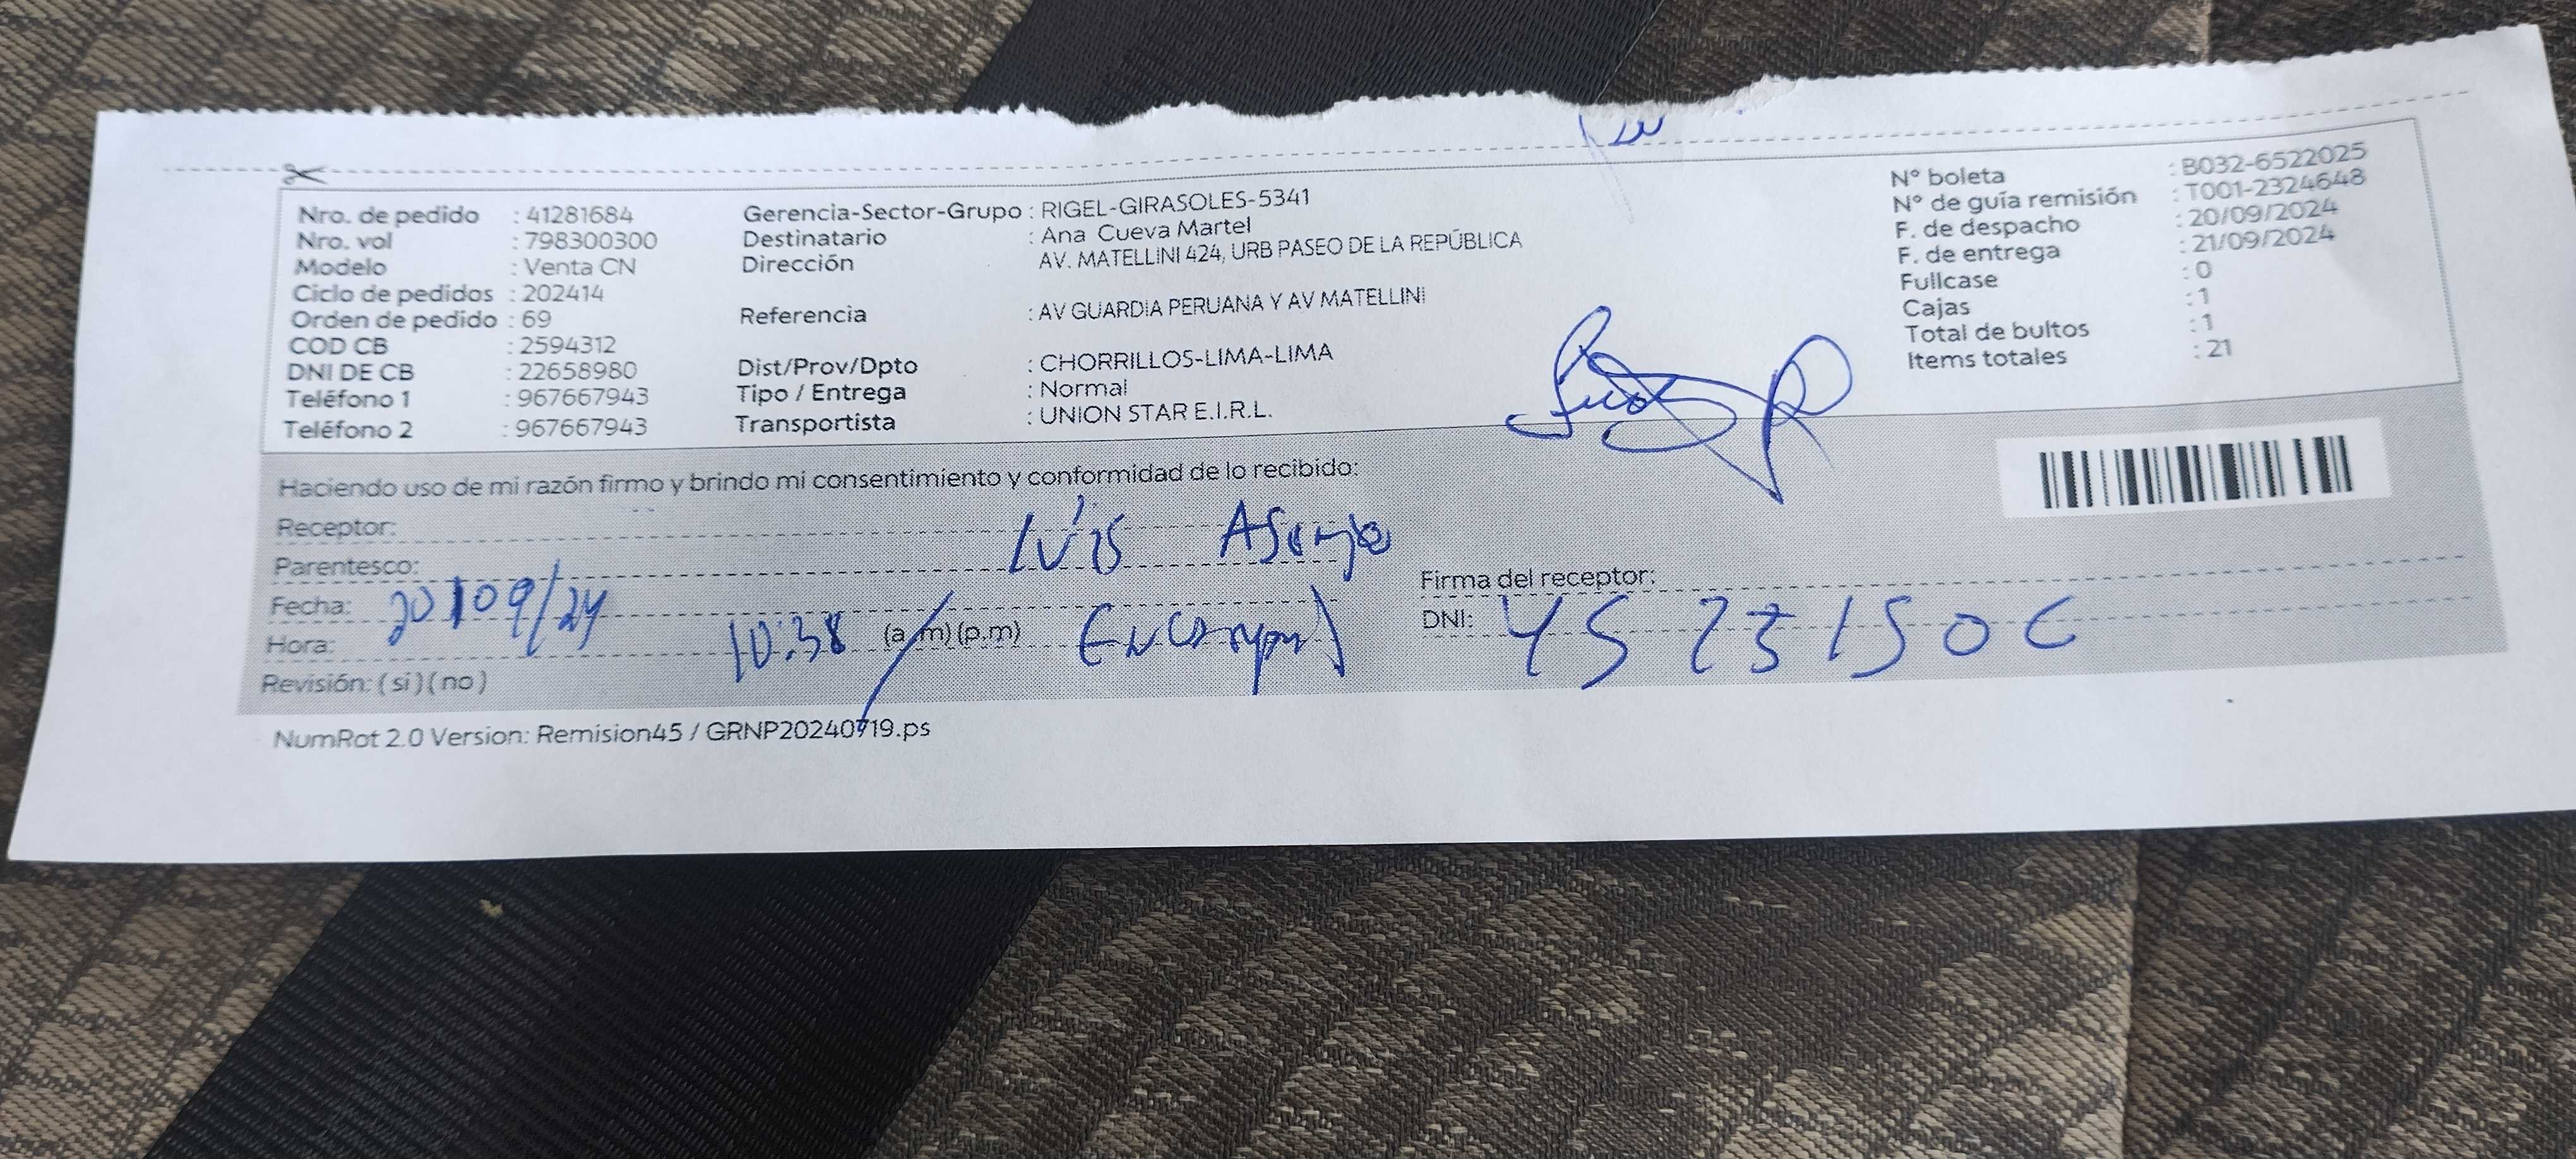 Nro. de pedido : 41281684
Nro. vol : 798300300
Modelo : Venta CN
Ciclo de pedidos : 202414
Orden de pedido : 69
COD CB : 2594312
DNI DE CB : 22658980
Teléfono 1 : 967667943
Teléfono 2 : 967667943
Gerencia-Sector-Grupo : RIGEL-GIRASOLES-5341
Destinatario : Ana Cueva Martel
Dirección AV. MATELLINI 424, URB PASEO DE LA REPÚBLICA
Referencia : AV GUARDIA PERUANA Y AV MATELLINI
Dist/Prov/Dpto : CHORRILLOS-LIMA-LIMA
Tipo / Entrega : Normal
Transportista : UNION STAR E.I.R.L.
N° boleta : B032-6522025
N° de guía remisión : T001-2324648
F. de despacho : 20/09/2024
F. de entrega : 21/09/2024
Fullcase : 0
Cajas : 1
Total de bultos : 1
Items totales : 21
Haciendo uso de mi razón firmo y brindo mi consentimiento y conformidad de lo recibido:
Receptor: Luis
Parentesco:
Fecha: 20/09/24
Hora: 10:38 (a.m) (p.m)
Revisión: (si) (no)
Firma del receptor:
DNI:
NumRot 2.0 Version: Remision45 / GRNP20240719.ps